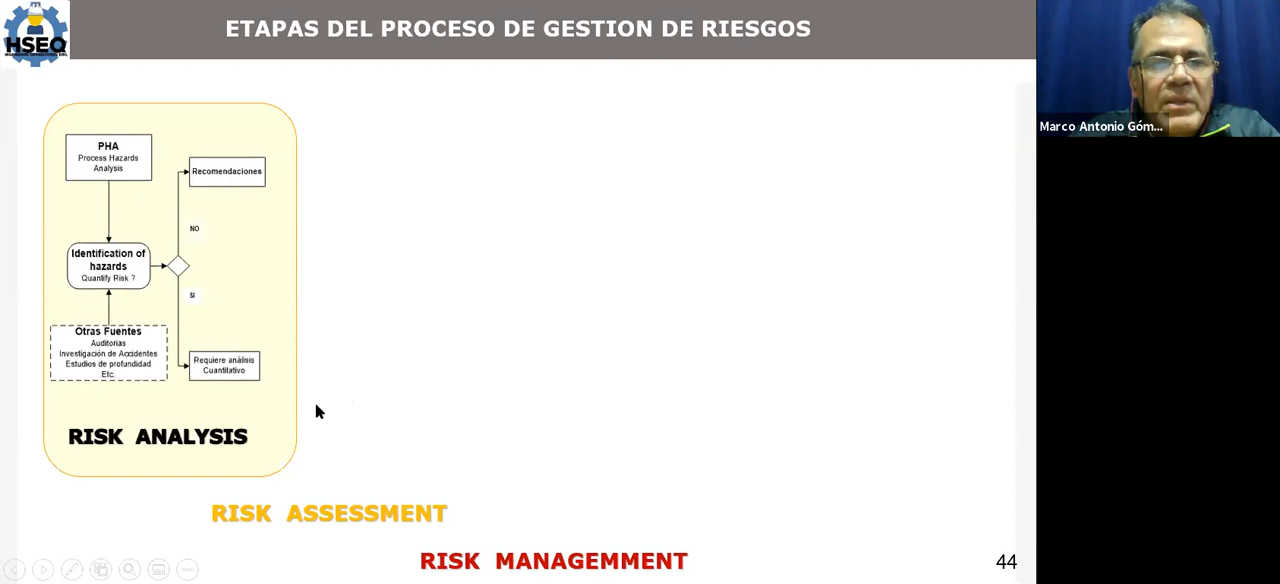 HSEQ
ETAPAS DEL PROCESO DE GESTION DE RIESGOS
Marco Antonio Góm...
PHA
Process Hazards
Analysis
Recomendaciones
NO
Identification of
hazards
Quantify Risk ?
SI
Otras Fuentes
Auditorías
Investigación de Accidentes
Estudios de profundidad
Etc.
Requiere análisis
Cuantitativo
RISK ANALYSIS
RISK ASSESSMENT
RISK MANAGEMMENT
44